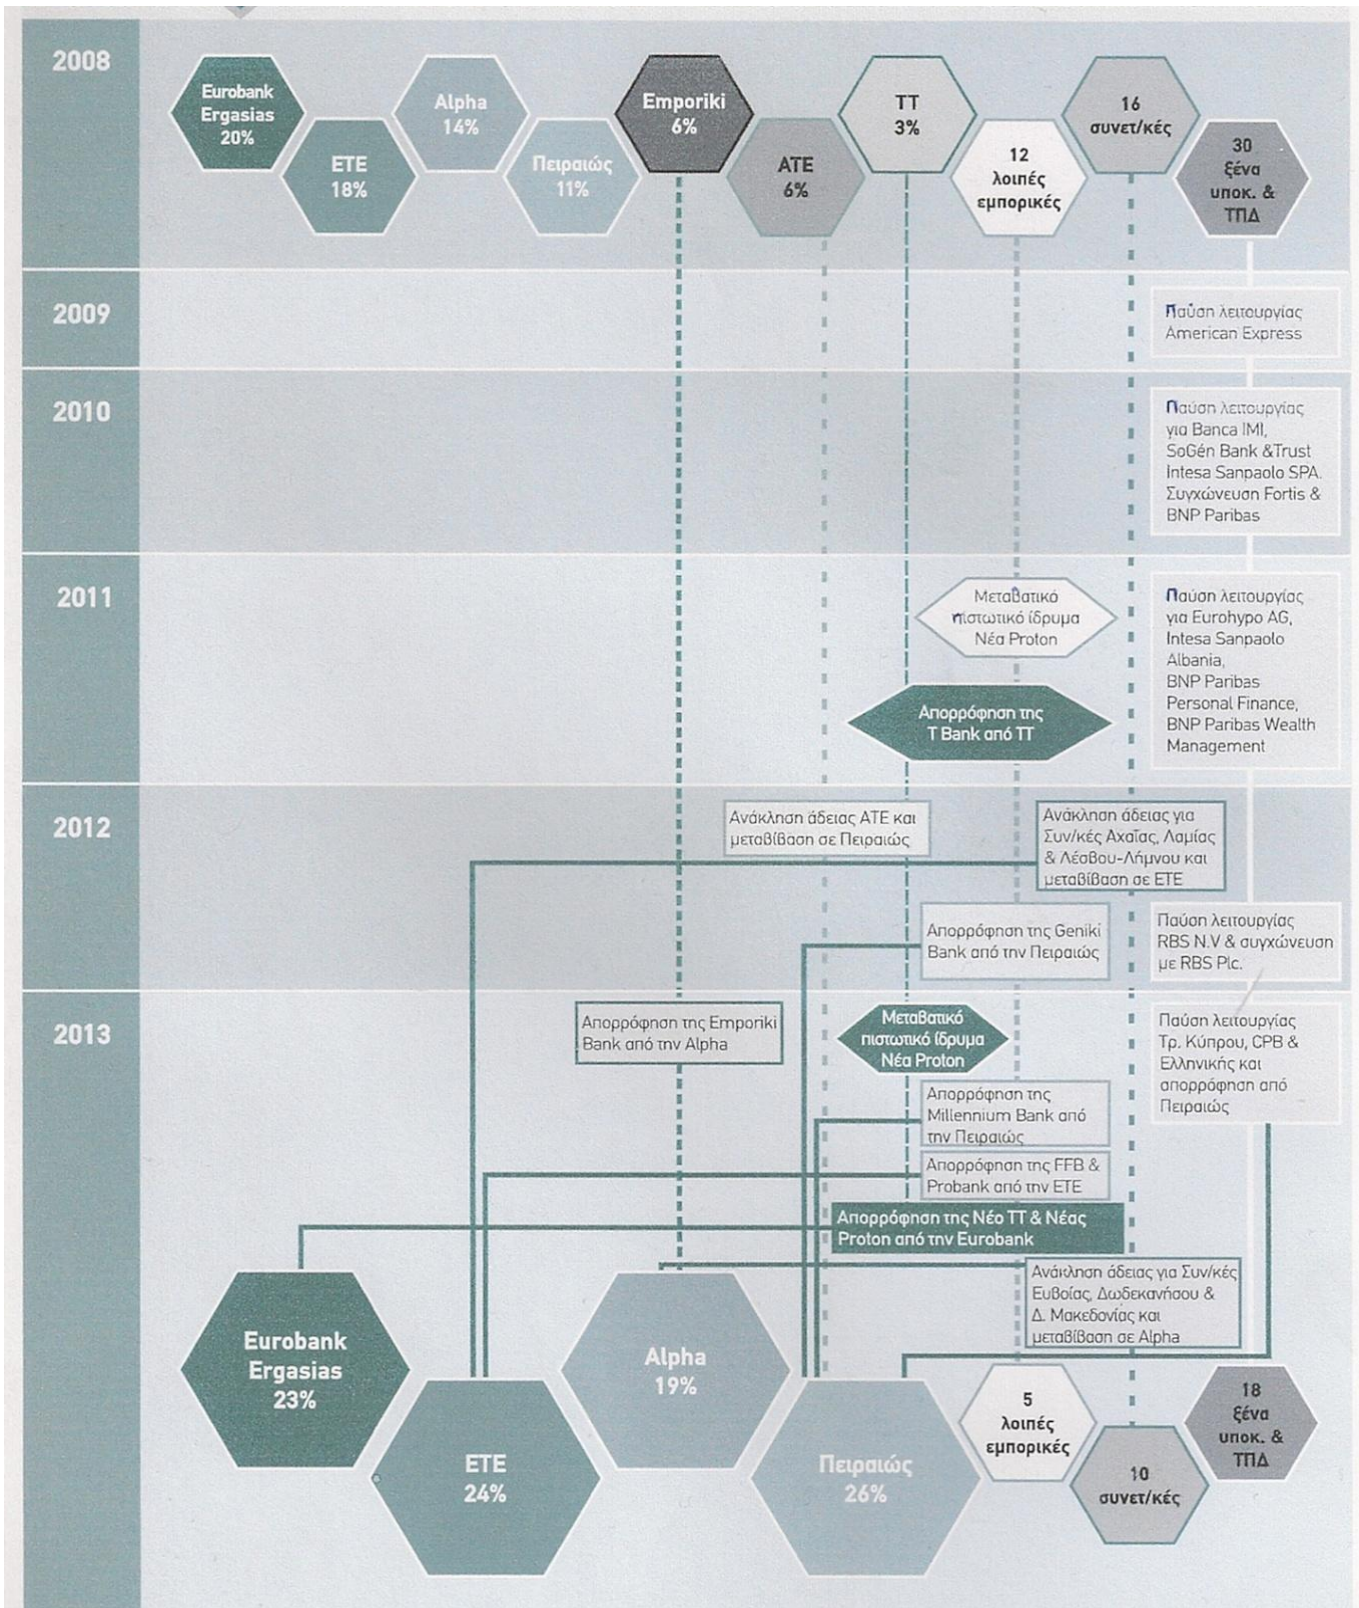 2008
Eurobank
Ergasias
20%
ΕΤΕ
18%
Alpha
14%
Πειραιώς
11%
Emporiki
6%
ΑΤΕ
6%
ΤΤ
3%
12
λοιπές
εμπορικές
16
συνετ/κές
30
ξένα
υποκ. &
ΤΠΔ
2009
Παύση λειτουργίας
American Express
2010
Παύση λειτουργίας
για Banca IMI,
SoGén Bank &Trust
Intesa Sanpaolo SPA.
Συγχώνευση Fortis &
BNP Paribas
2011
Μεταβατικό
πιστωτικό ίδρυμα
Νέα Proton
Απορρόφηση της
T Bank από ΤΤ
Παύση λειτουργίας
για Eurohypo AG,
Intesa Sanpaolo
Albania,
BNP Paribas
Personal Finance,
BNP Paribas Wealth
Management
2012
Ανάκληση άδειας ΑΤΕ και
μεταβίβαση σε Πειραιώς
Ανάκληση άδειας για
Συν/κές Αχαΐας, Λαμίας
& Λέσβου-Λήμνου και
μεταβίβαση σε ΕΤΕ
Απορρόφηση της Geniki
Bank από την Πειραιώς
Παύση λειτουργίας
RBS N.V & συγχώνευση
με RBS Plc.
2013
Απορρόφηση της Emporiki
Bank από την Alpha
Μεταβατικό
πιστωτικό ίδρυμα
Νέα Proton
Παύση λειτουργίας
Τρ. Κύπρου, CPB &
Ελληνικής και
απορρόφηση από
Πειραιώς
Απορρόφηση της
Millennium Bank από
την Πειραιώς
Απορρόφηση της FFB &
Probank από την ΕΤΕ
Απορρόφηση της Νέο ΤΤ & Νέας
Proton από την Eurobank
Ανάκληση άδειας για Συν/κές
Ευβοίας, Δωδεκανήσου &
Δ. Μακεδονίας και
μεταβίβαση σε Alpha
Eurobank
Ergasias
23%
ΕΤΕ
24%
Alpha
19%
Πειραιώς
26%
5
λοιπές
εμπορικές
10
συνετ/κές
18
ξένα
υποκ. &
ΤΠΔ